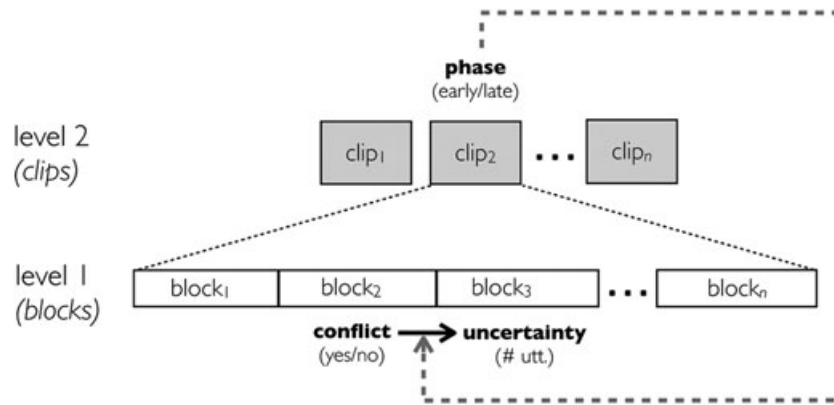 phase
(early/late)
level 2
(clips)
clip₁ clip₂ ... clipₙ
level 1
(blocks)
block₁ block₂ block₃ ... blockₙ
conflict uncertainty
(yes/no) (# utt.)